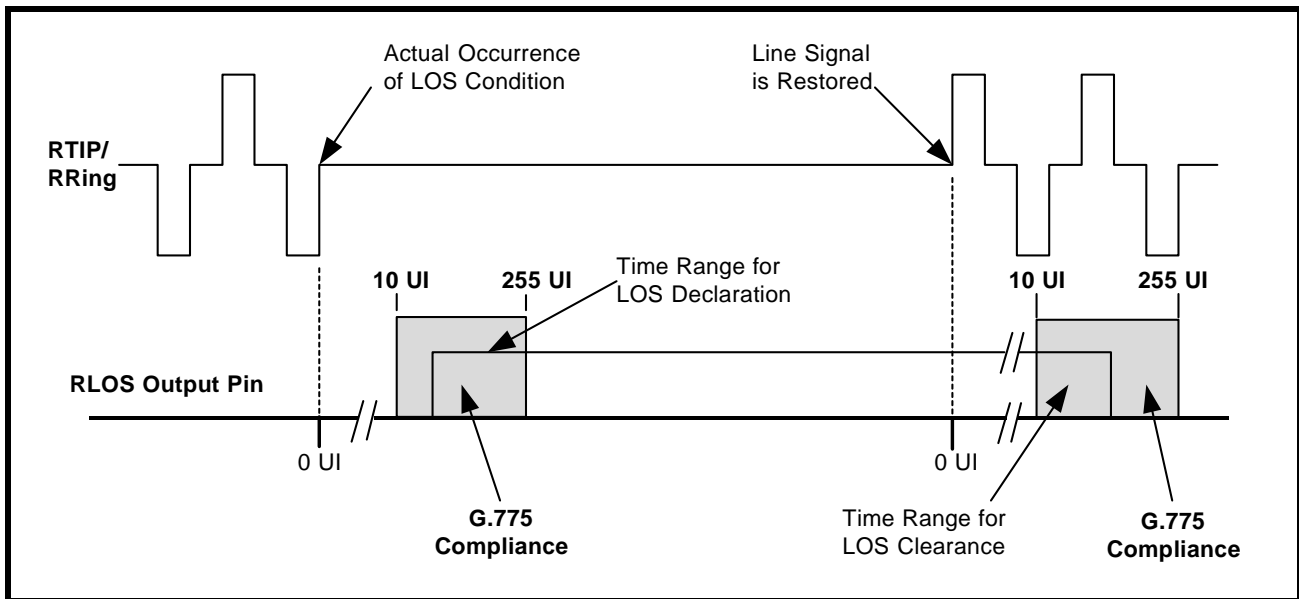 Actual Occurrence
of LOS Condition
Line Signal
is Restored
RTIP/
RRing
10 UI
255 UI
Time Range for
LOS Declaration
10 UI
255 UI
RLOS Output Pin
0 UI
0 UI
G.775
Compliance
Time Range for
LOS Clearance
G.775
Compliance